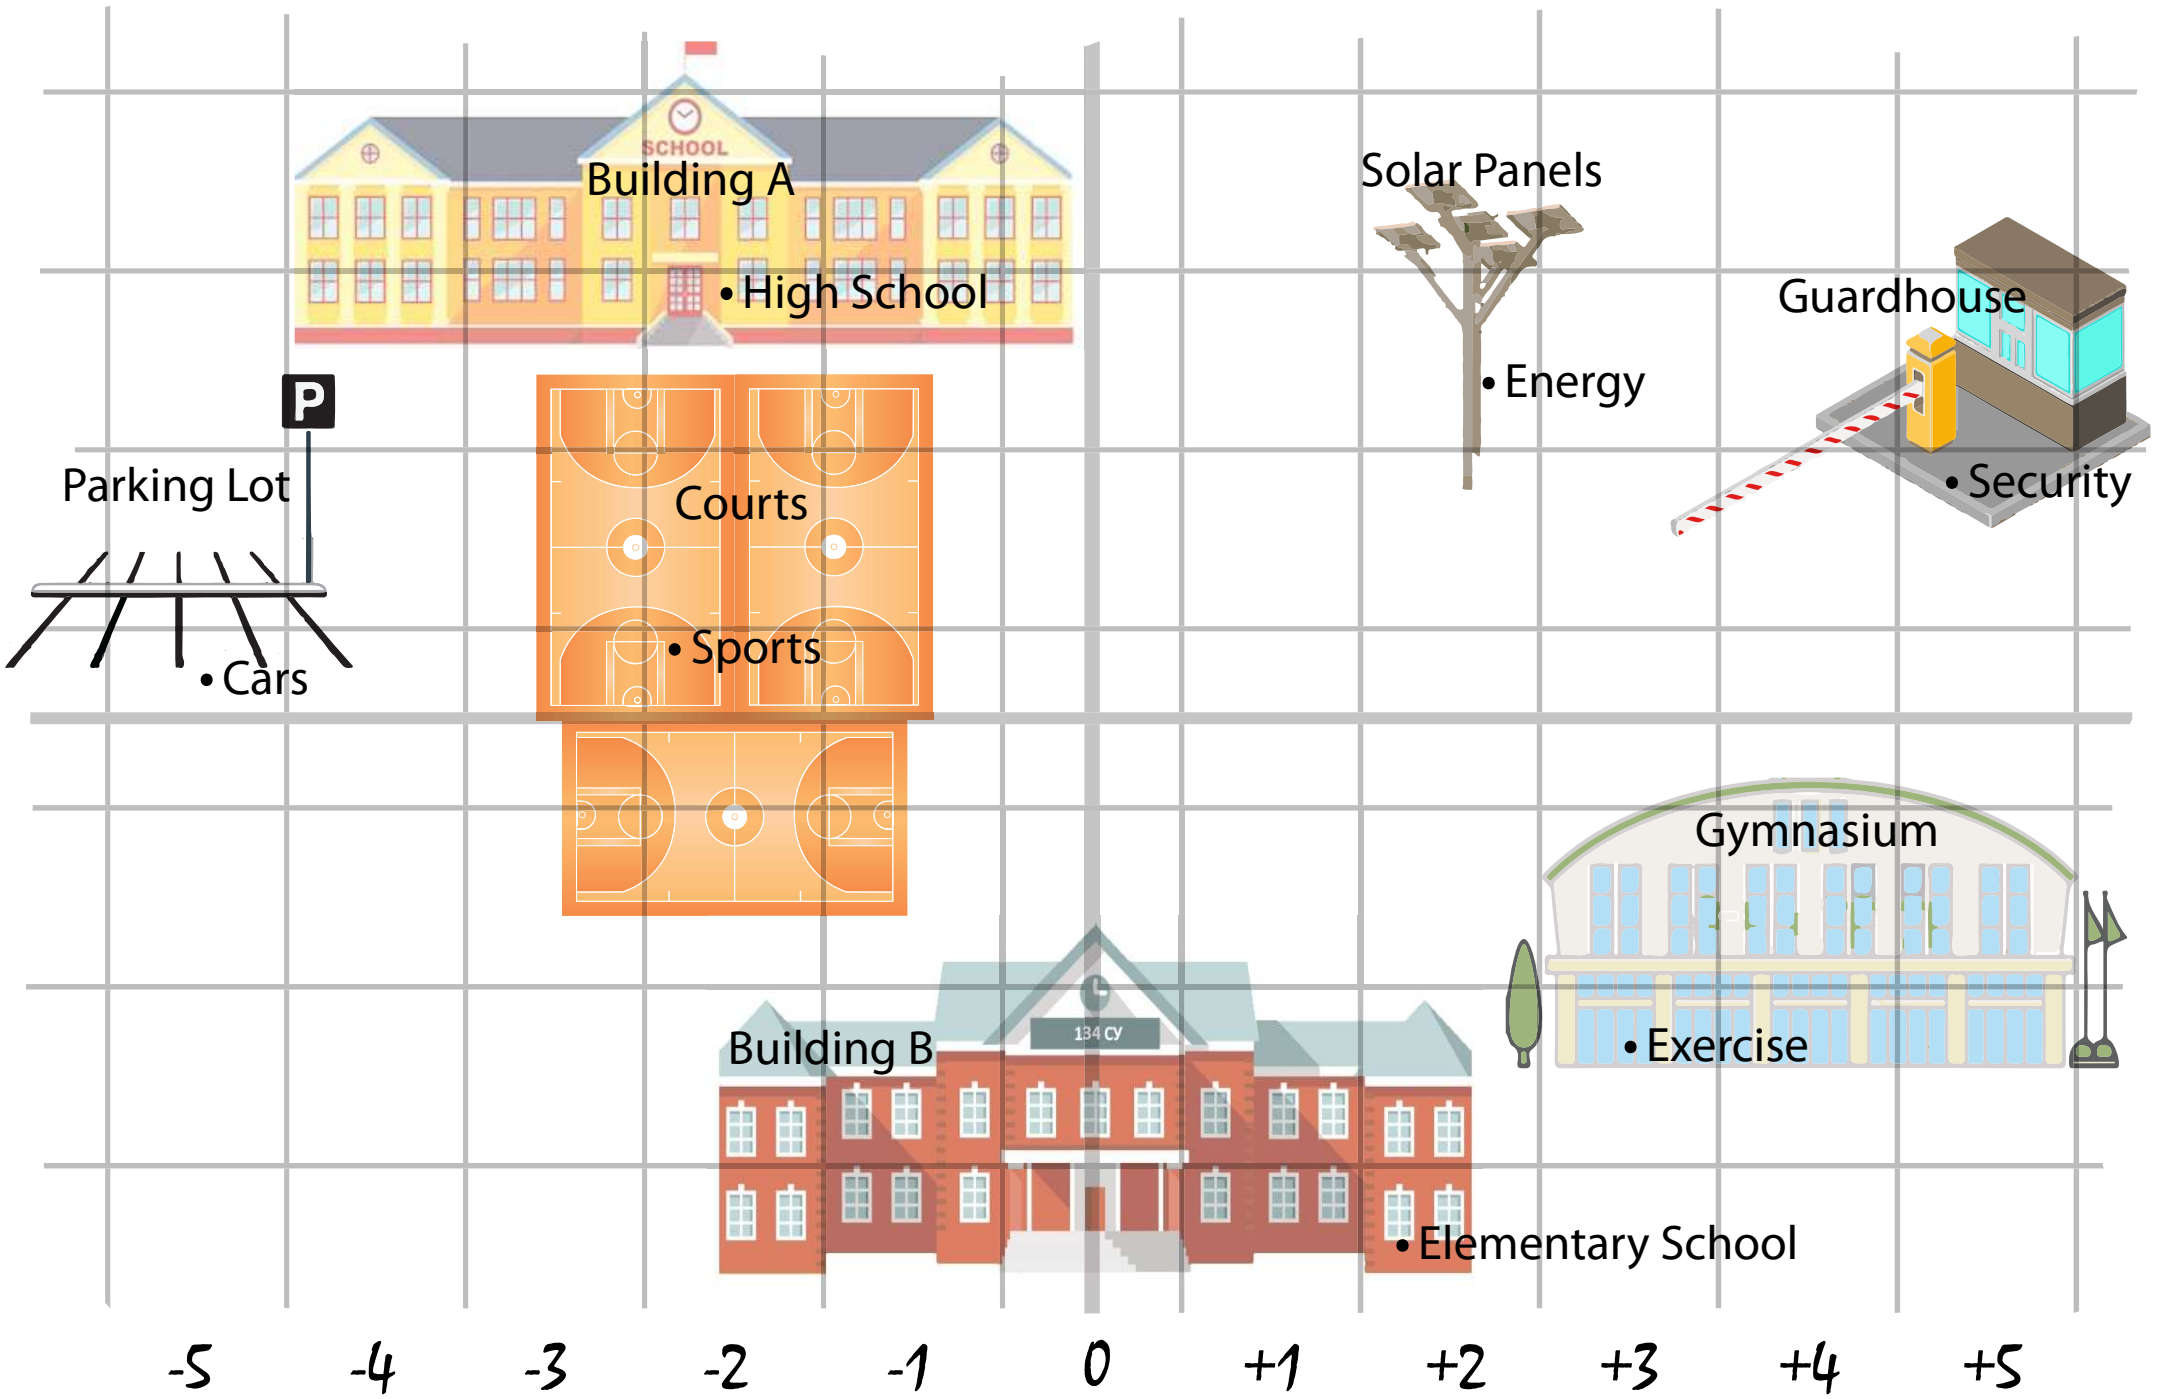 SCHOOL
Building A
• High School
Solar Panels
• Energy
Guardhouse
• Security
P
Parking Lot
• Cars
Courts
• Sports
Gymnasium
• Exercise
134 СУ
Building B
• Elementary School
-5 -4 -3 -2 -1 0 +1 +2 +3 +4 +5